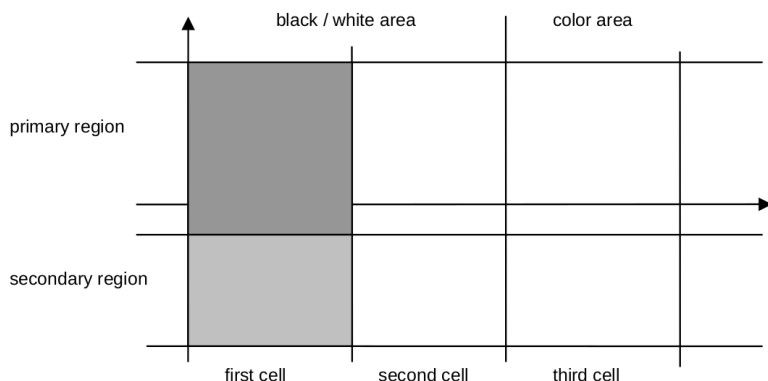 black / white area
color area
primary region
secondary region
first cell
second cell
third cell